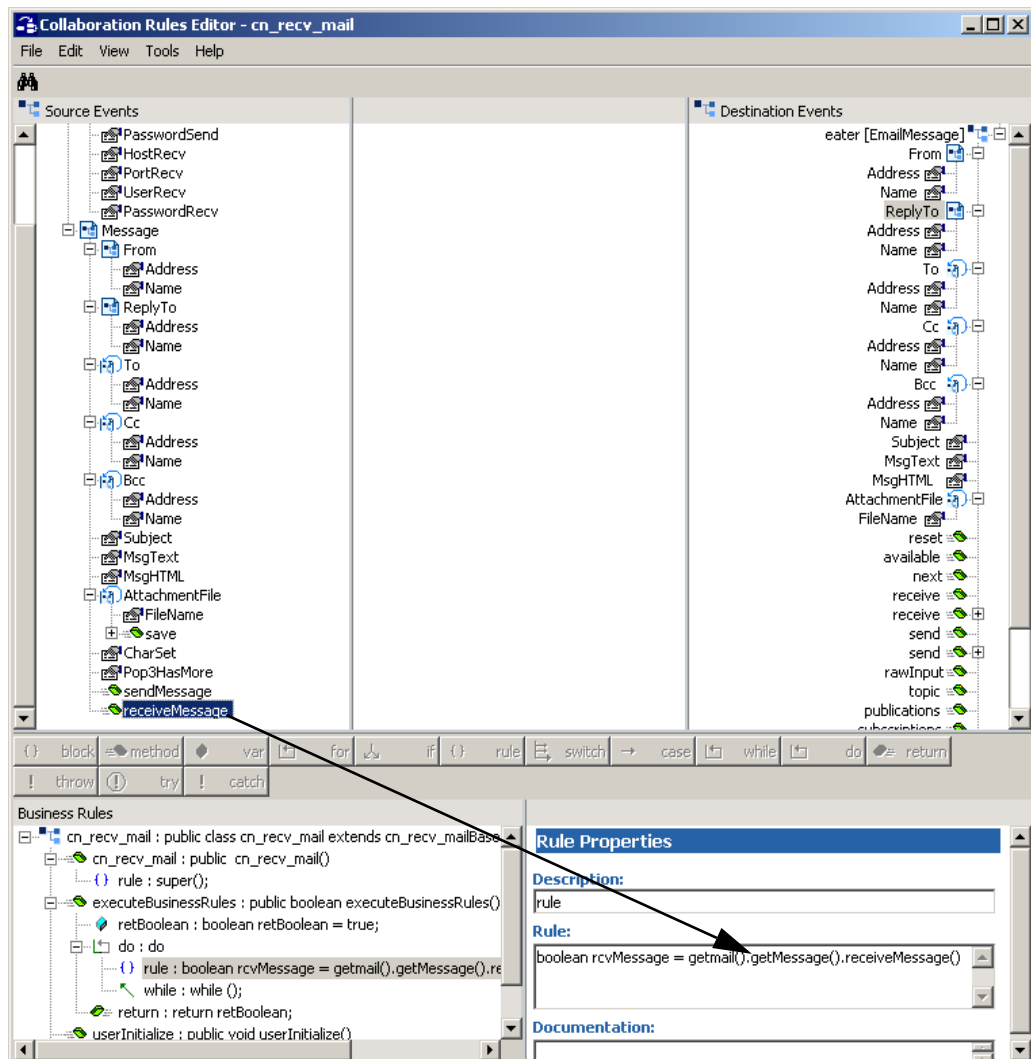 Collaboration Rules Editor - cn_recv_mail
File Edit View Tools Help
Source Events
Destination Events
PasswordSend
HostRecv
PortRecv
UserRecv
PasswordRecv
Message
From
Address
Name
ReplyTo
Address
Name
To
Address
Name
Cc
Address
Name
Bcc
Address
Name
Subject
MsgText
MsgHTML
AttachmentFile
FileName
save
CharSet
Pop3HasMore
sendMessage
receiveMessage
eater [EmailMessage]
From
Address
Name
ReplyTo
Address
Name
To
Address
Name
Cc
Address
Name
Bcc
Address
Name
Subject
MsgText
MsgHTML
AttachmentFile
FileName
reset
available
next
receive
receive
send
send
rawInput
topic
publications
subscriptions
block method var for if rule switch case while do return
throw try catch
Business Rules
cn_recv_mail : public class cn_recv_mail extends cn_recv_mailBase
cn_recv_mail : public cn_recv_mail()
rule : super();
executeBusinessRules : public boolean executeBusinessRules()
retBoolean : boolean retBoolean = true;
do : do
rule : boolean rcvMessage = getmail().getMessage().re
while : while ();
return : return retBoolean;
userInitialize : public void userInitialize()
Rule Properties
Description:
rule
Rule:
boolean rcvMessage = getmail().getMessage().receiveMessage()
Documentation: